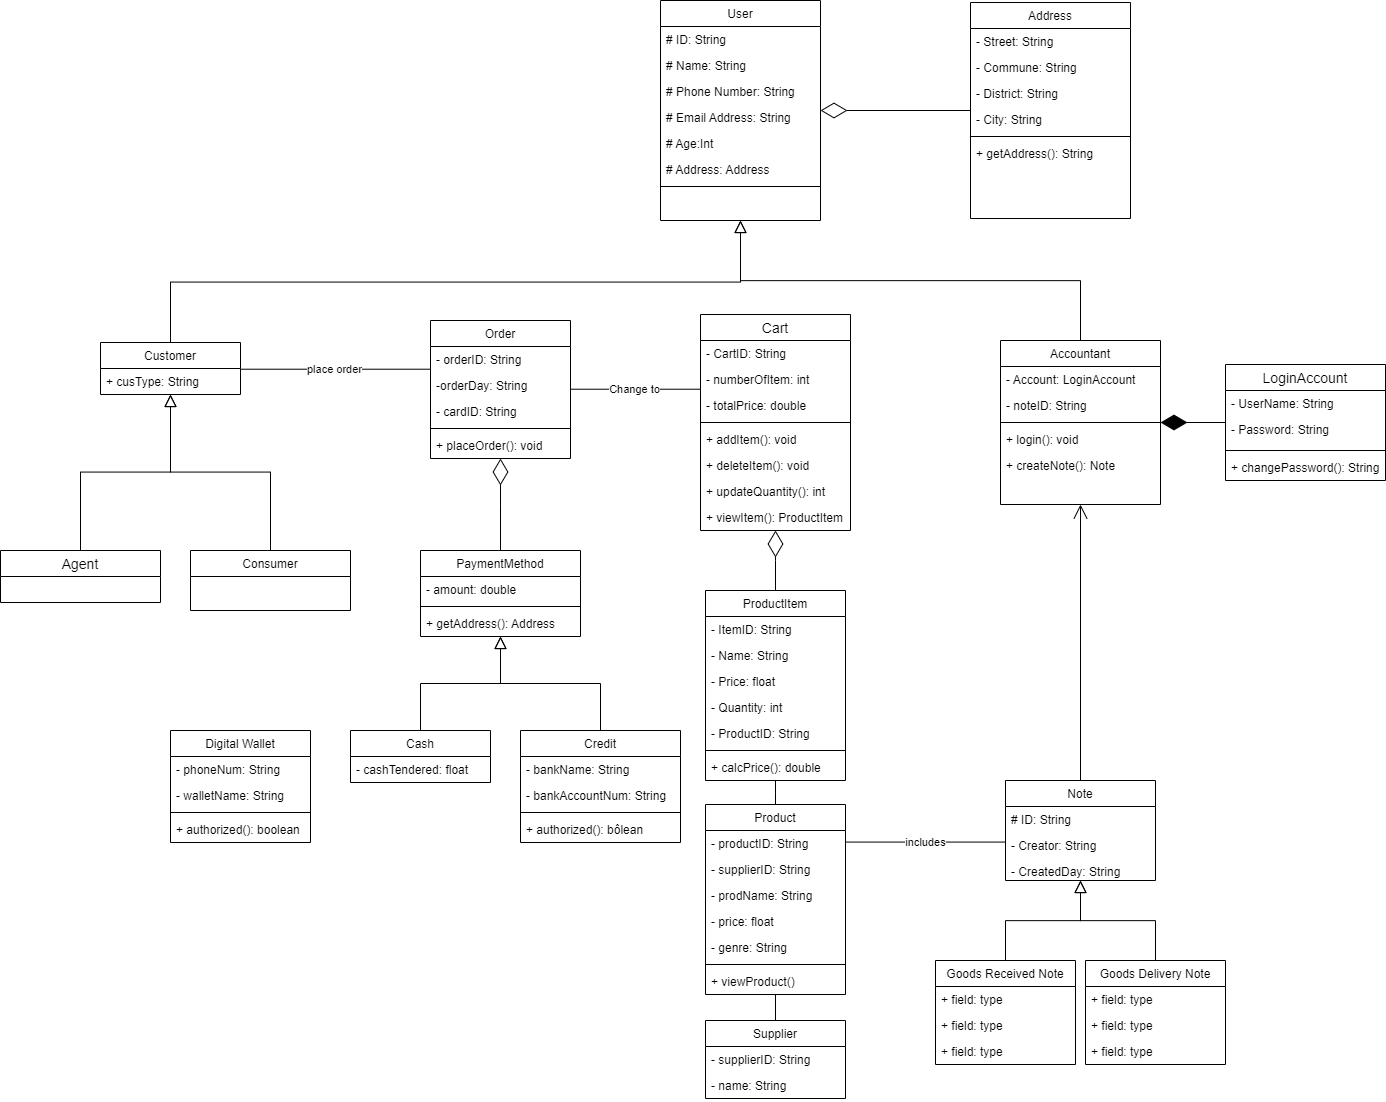 User
# ID: String
# Name: String
# Phone Number: String
# Email Address: String
# Age:Int
# Address: Address
Address
- Street: String
- Commune: String
- District: String
- City: String
+ getAddress(): String
Customer
+ cusType: String
place order
Order
- orderID: String
-orderDay: String
- cardID: String
+ placeOrder(): void
Change to
Cart
- CartID: String
- numberOfItem: int
- totalPrice: double
+ addItem(): void
+ deleteItem(): void
+ updateQuantity(): int
+ viewItem(): ProductItem
Accountant
- Account: LoginAccount
- noteID: String
+ login(): void
+ createNote(): Note
LoginAccount
- UserName: String
- Password: String
+ changePassword(): String
Agent
Consumer
PaymentMethod
- amount: double
+ getAddress(): Address
ProductItem
- ItemID: String
- Name: String
- Price: float
- Quantity: int
- ProductID: String
+ calcPrice(): double
Digital Wallet
- phoneNum: String
- walletName: String
+ authorized(): boolean
Cash
- cashTendered: float
Credit
- bankName: String
- bankAccountNum: String
+ authorized(): bôlean
Product
- productID: String
- supplierID: String
- prodName: String
- price: float
- genre: String
+ viewProduct()
includes
Note
# ID: String
- Creator: String
- CreatedDay: String
Goods Received Note
+ field: type
+ field: type
+ field: type
Goods Delivery Note
+ field: type
+ field: type
+ field: type
Supplier
- supplierID: String
- name: String